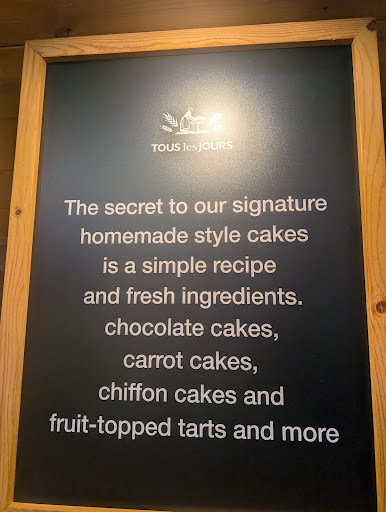 TOUS les JOURS
The secret to our signature
homemade style cakes
is a simple recipe
and fresh ingredients.
chocolate cakes,
carrot cakes,
chiffon cakes and
fruit-topped tarts and more